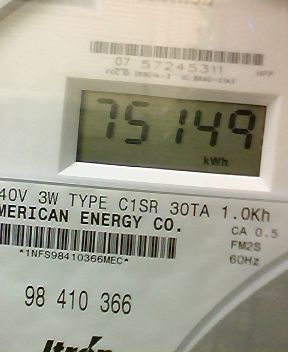 07 57245311
75149
kWh
40V 3W TYPE C1SR 30TA 1.0Kh
MERICAN ENERGY CO.
CA 0.5
FM2S
*1NFS98410366MEC*
60Hz
98 410 366
Itrón